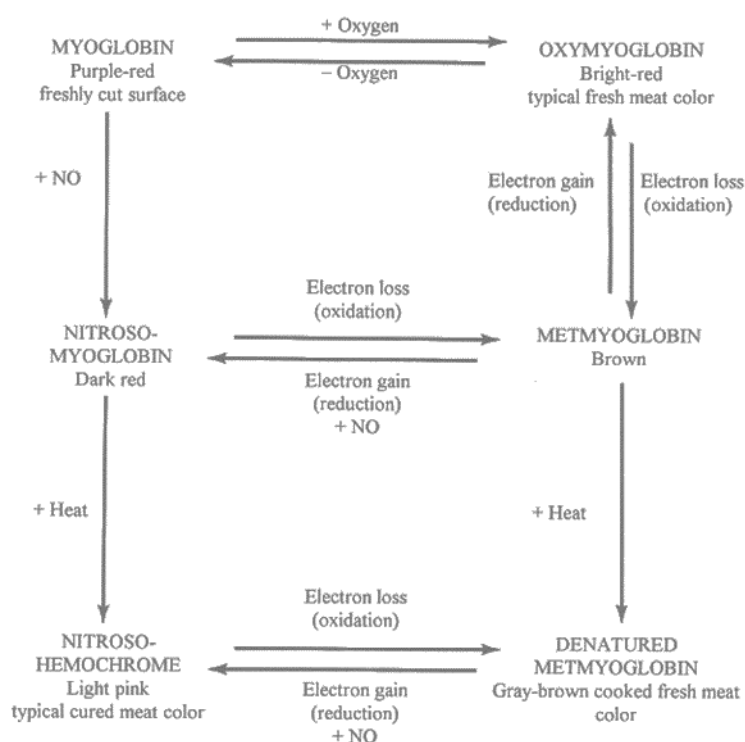 + Oxygen
MYOGLOBIN
Purple-red
freshly cut surface
OXYMYOGLOBIN
Bright-red
typical fresh meat color
− Oxygen
+ NO
Electron gain
(reduction)
Electron loss
(oxidation)
Electron loss
(oxidation)
NITROSO-
MYOGLOBIN
Dark red
METMYOGLOBIN
Brown
Electron gain
(reduction)
+ NO
+ Heat
+ Heat
Electron loss
(oxidation)
NITROSO-
HEMOCHROME
Light pink
typical cured meat color
DENATURED
METMYOGLOBIN
Gray-brown cooked fresh meat
color
Electron gain
(reduction)
+ NO